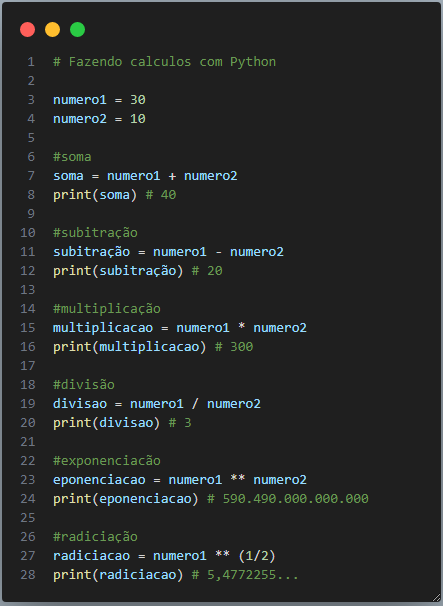 1 # Fazendo calculos com Python
2
3 numero1 = 30
4 numero2 = 10
5
6 #soma
7 soma = numero1 + numero2
8 print(soma) # 40
9
10 #subitração
11 subitração = numero1 - numero2
12 print(subitração) # 20
13
14 #multiplicação
15 multiplicacao = numero1 * numero2
16 print(multiplicacao) # 300
17
18 #divisão
19 divisao = numero1 / numero2
20 print(divisao) # 3
21
22 #exponenciacão
23 eponenciacao = numero1 ** numero2
24 print(eponenciacao) # 590.490.000.000.000
25
26 #radiciação
27 radiciacao = numero1 ** (1/2)
28 print(radiciacao) # 5,4772255...